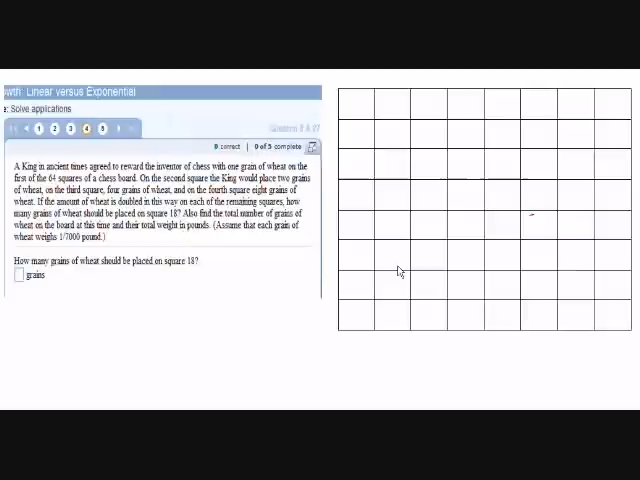 owth: Linear versus Exponential
e: Solve applications
1 2 3 4 5
0 correct 0 of 5 complete
A King in ancient times agreed to reward the inventor of chess with one grain of wheat on the
first of the 64 squares of a chess board. On the second square the King would place two grains
of wheat, on the third square, four grains of wheat, and on the fourth square eight grains of
wheat. If the amount of wheat is doubled in this way on each of the remaining squares, how
many grains of wheat should be placed on square 18? Also find the total number of grains of
wheat on the board at this time and their total weight in pounds. (Assume that each grain of
wheat weighs 1/7000 pound.)
How many grains of wheat should be placed on square 18?
grains